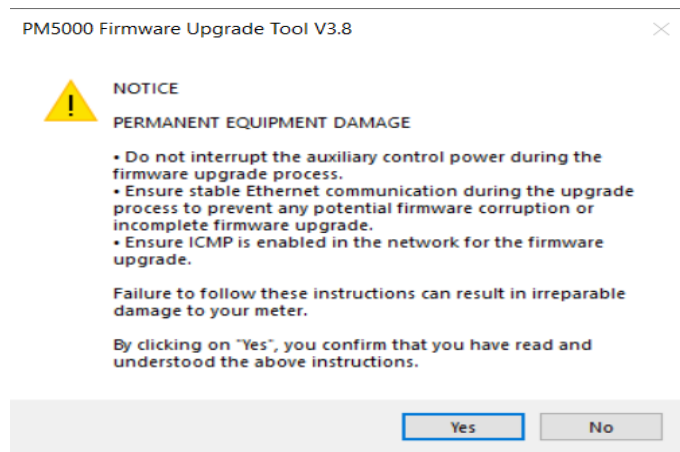 PM5000 Firmware Upgrade Tool V3.8
NOTICE
PERMANENT EQUIPMENT DAMAGE
• Do not interrupt the auxiliary control power during the
firmware upgrade process.
• Ensure stable Ethernet communication during the upgrade
process to prevent any potential firmware corruption or
incomplete firmware upgrade.
• Ensure ICMP is enabled in the network for the firmware
upgrade.
Failure to follow these instructions can result in irreparable
damage to your meter.
By clicking on "Yes", you confirm that you have read and
understood the above instructions.
Yes
No